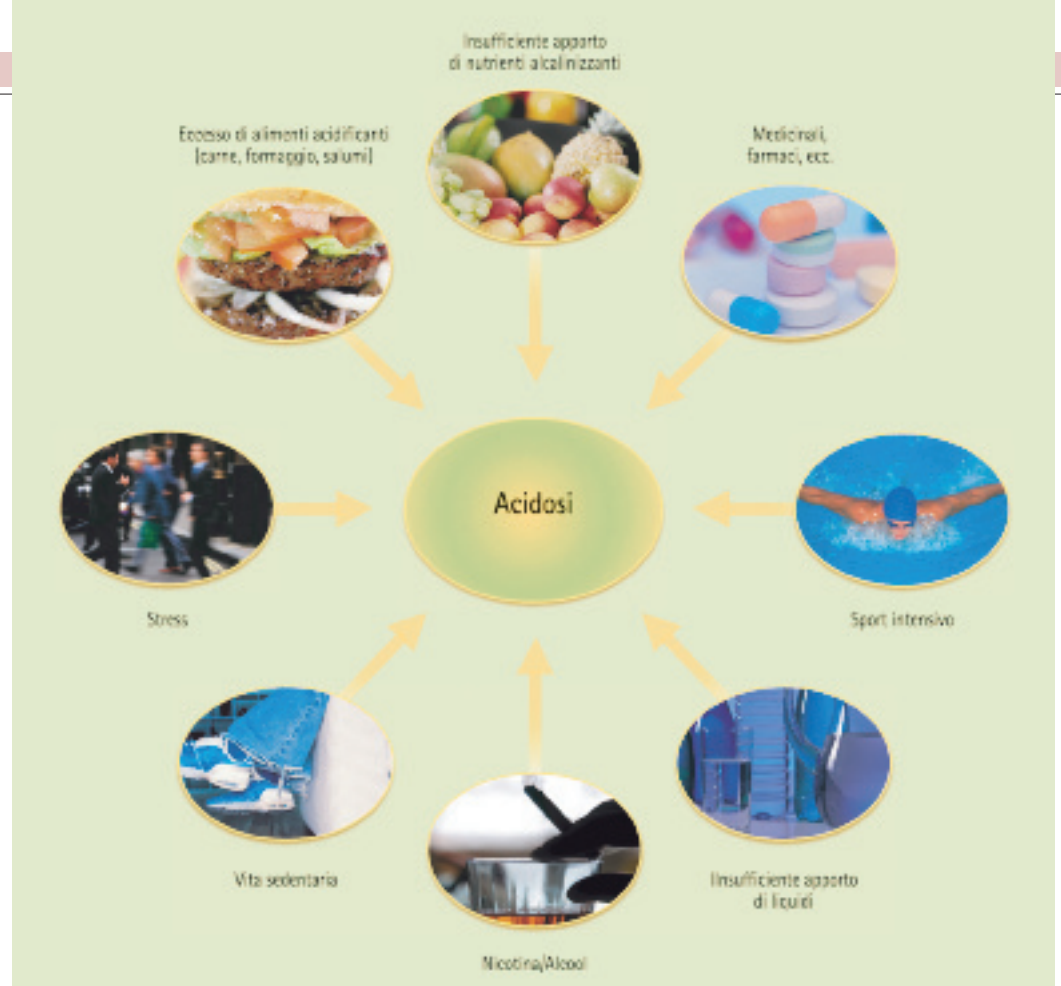 Insufficiente apporto
di nutrienti alcalinizzanti
Eccesso di alimenti acidificanti
(carne, formaggio, salumi)
Medicinali,
farmaci, ecc.
Acidosi
Stress
Sport intensivo
Vita sedentaria
IInsufficiente apporto
di liquidi
Nicotina/Alcool